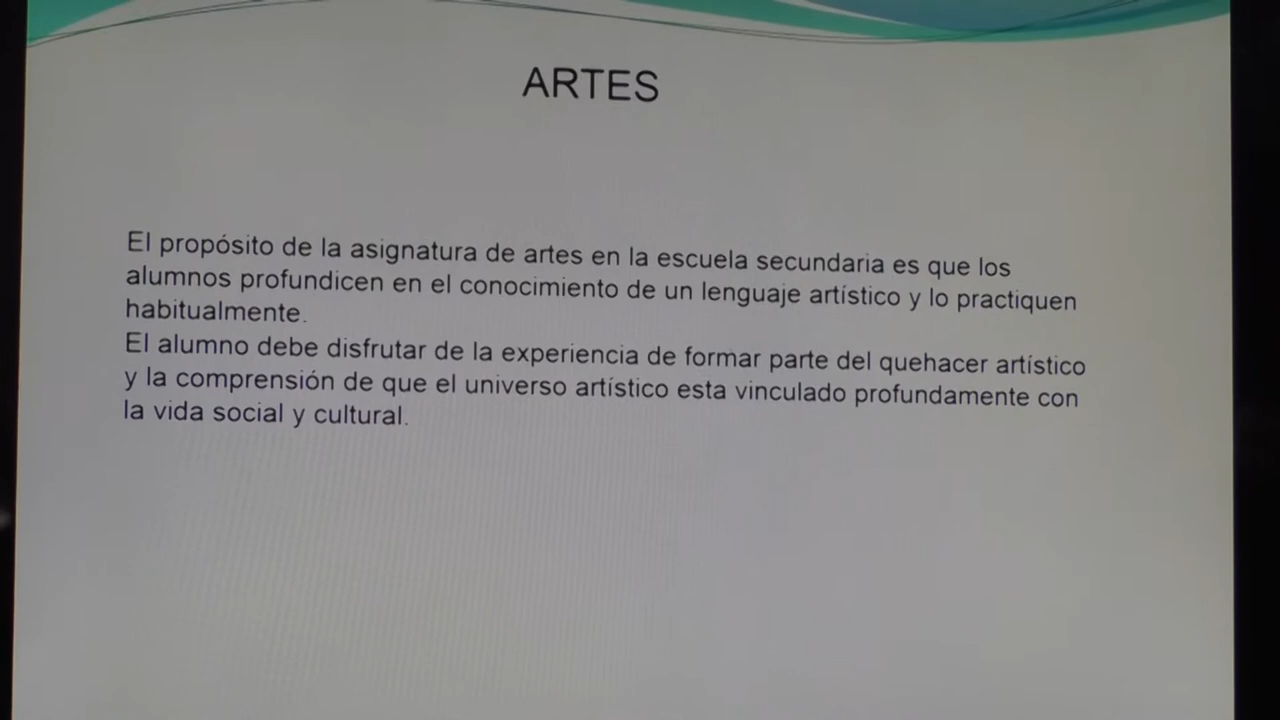 ARTES
El propósito de la asignatura de artes en la escuela secundaria es que los
alumnos profundicen en el conocimiento de un lenguaje artístico y lo practiquen
habitualmente.
El alumno debe disfrutar de la experiencia de formar parte del quehacer artístico
y la comprensión de que el universo artístico esta vinculado profundamente con
la vida social y cultural.